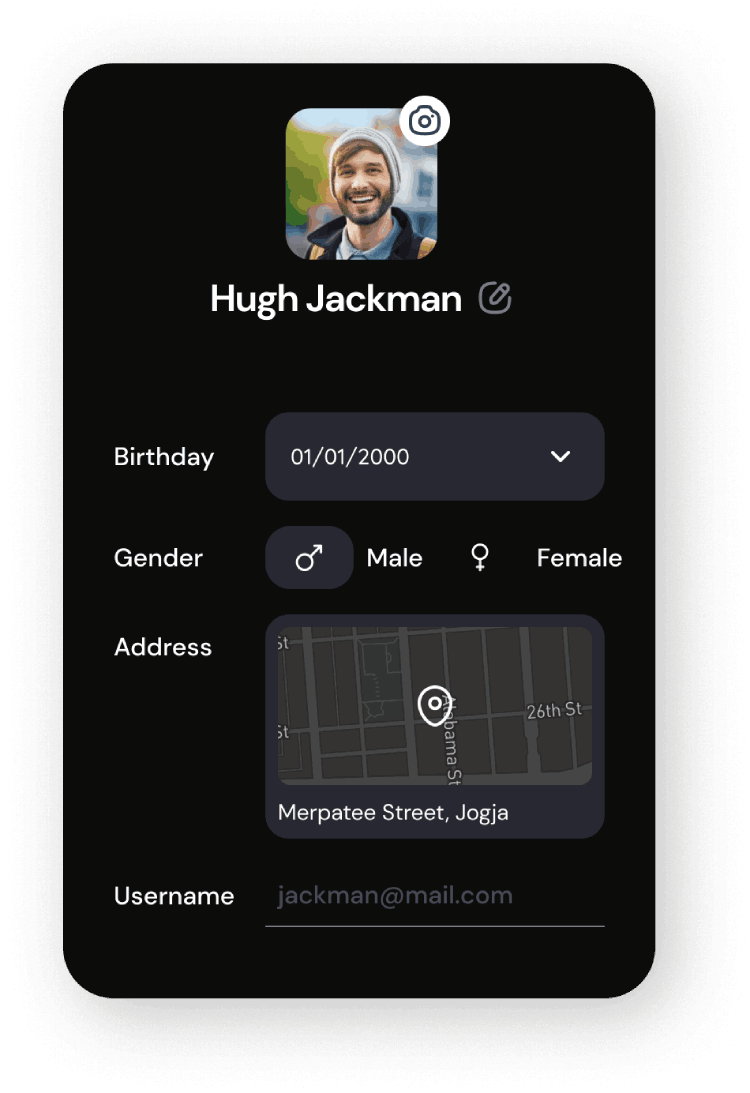 Hugh Jackman
Birthday
01/01/2000
Gender
Male
Female
Address
St
26th St
St
Alabama St
Merpatee Street, Jogja
Username
jackman@mail.com